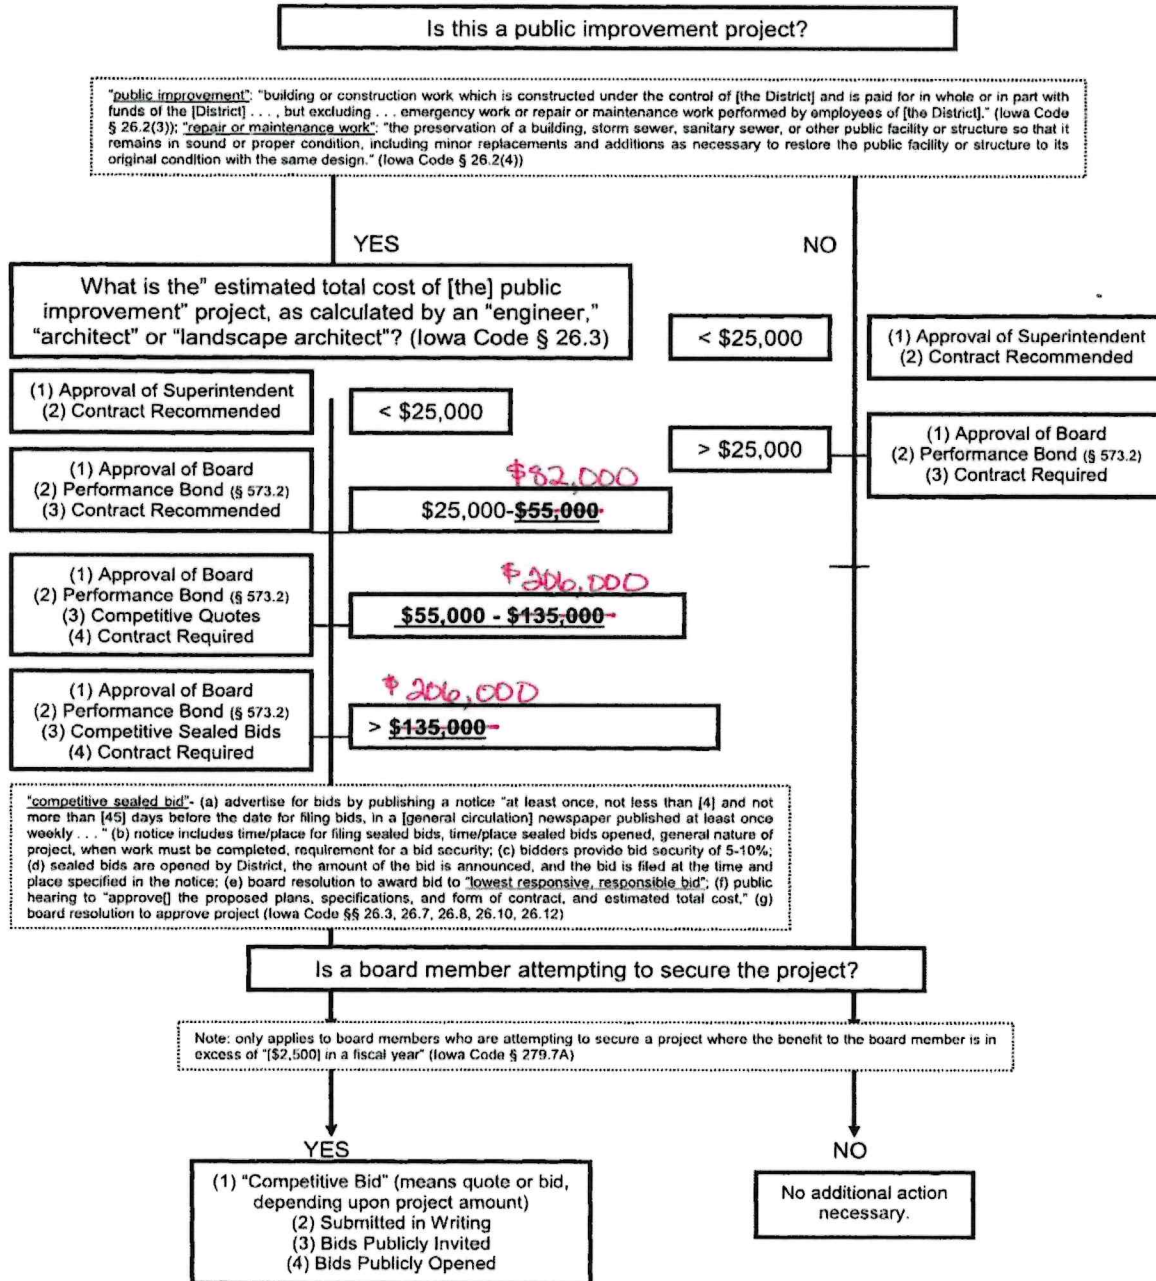 Is this a public improvement project?
"public improvement": "building or construction work which is constructed under the control of [the District] and is paid for in whole or in part with
funds of the [District] . . . , but excluding . . . emergency work or repair or maintenance work performed by employees of [the District]." (Iowa Code
§ 26.2(3)); "repair or maintenance work": "the preservation of a building, storm sewer, sanitary sewer, or other public facility or structure so that it
remains in sound or proper condition, including minor replacements and additions as necessary to restore the public facility or structure to its
original condition with the same design." (Iowa Code § 26.2(4))
YES
NO
What is the" estimated total cost of [the] public
improvement" project, as calculated by an "engineer,"
"architect" or "landscape architect"? (Iowa Code § 26.3)
< $25,000
(1) Approval of Superintendent
(2) Contract Recommended
(1) Approval of Superintendent
(2) Contract Recommended
< $25,000
> $25,000
(1) Approval of Board
(2) Performance Bond (§ 573.2)
(3) Contract Required
(1) Approval of Board
(2) Performance Bond (§ 573.2)
(3) Contract Recommended
$82,000
$25,000-$55,000
(1) Approval of Board
(2) Performance Bond (§ 573.2)
(3) Competitive Quotes
(4) Contract Required
$206,000
$55,000 - $135,000
(1) Approval of Board
(2) Performance Bond (§ 573.2)
(3) Competitive Sealed Bids
(4) Contract Required
$206,000
> $135,000
"competitive sealed bid"- (a) advertise for bids by publishing a notice "at least once, not less than [4] and not
more than [45] days before the date for filing bids, in a [general circulation] newspaper published at least once
weekly . . . " (b) notice includes time/place for filing sealed bids, time/place sealed bids opened, general nature of
project, when work must be completed, requirement for a bid security; (c) bidders provide bid security of 5-10%;
(d) sealed bids are opened by District, the amount of the bid is announced, and the bid is filed at the time and
place specified in the notice; (e) board resolution to award bid to "lowest responsive, responsible bid"; (f) public
hearing to "approve[] the proposed plans, specifications, and form of contract, and estimated total cost," (g)
board resolution to approve project (Iowa Code §§ 26.3, 26.7, 26.8, 26.10, 26.12)
Is a board member attempting to secure the project?
Note: only applies to board members who are attempting to secure a project where the benefit to the board member is in
excess of "[$2,500] in a fiscal year" (Iowa Code § 279.7A)
YES
NO
(1) "Competitive Bid" (means quote or bid,
depending upon project amount)
(2) Submitted in Writing
(3) Bids Publicly Invited
(4) Bids Publicly Opened
No additional action
necessary.